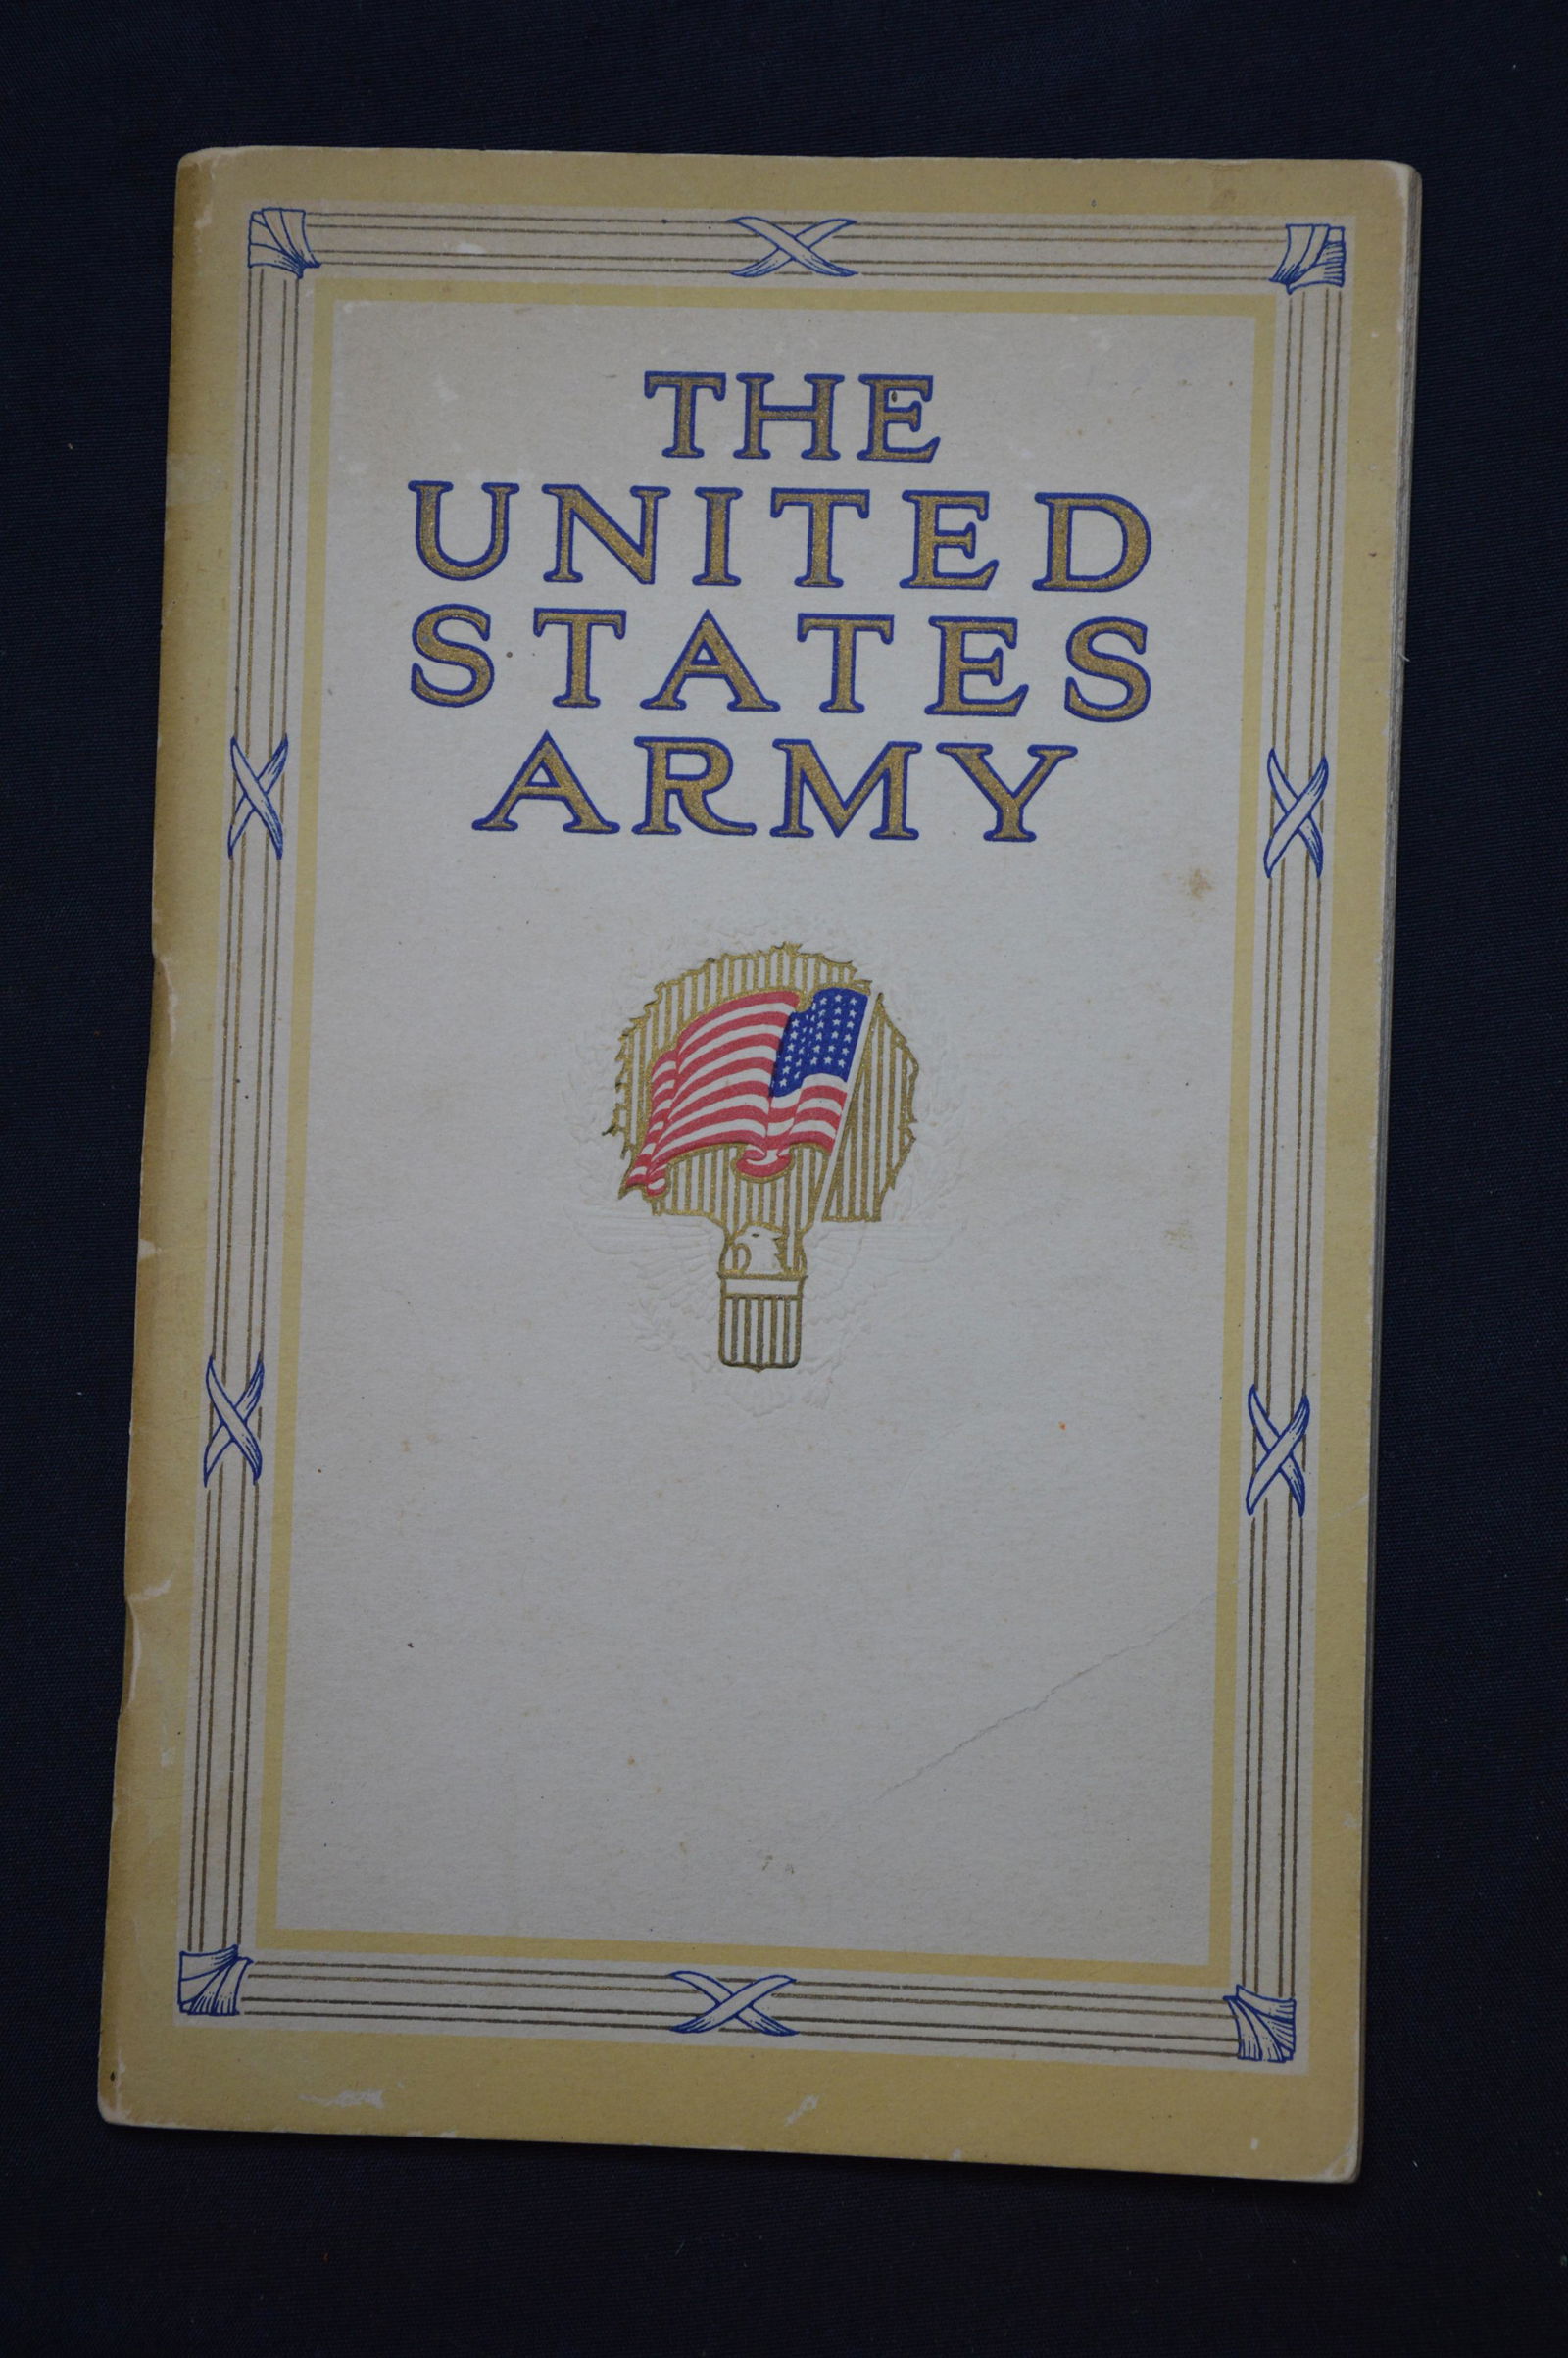 THE
UNITED
STATES
ARMY